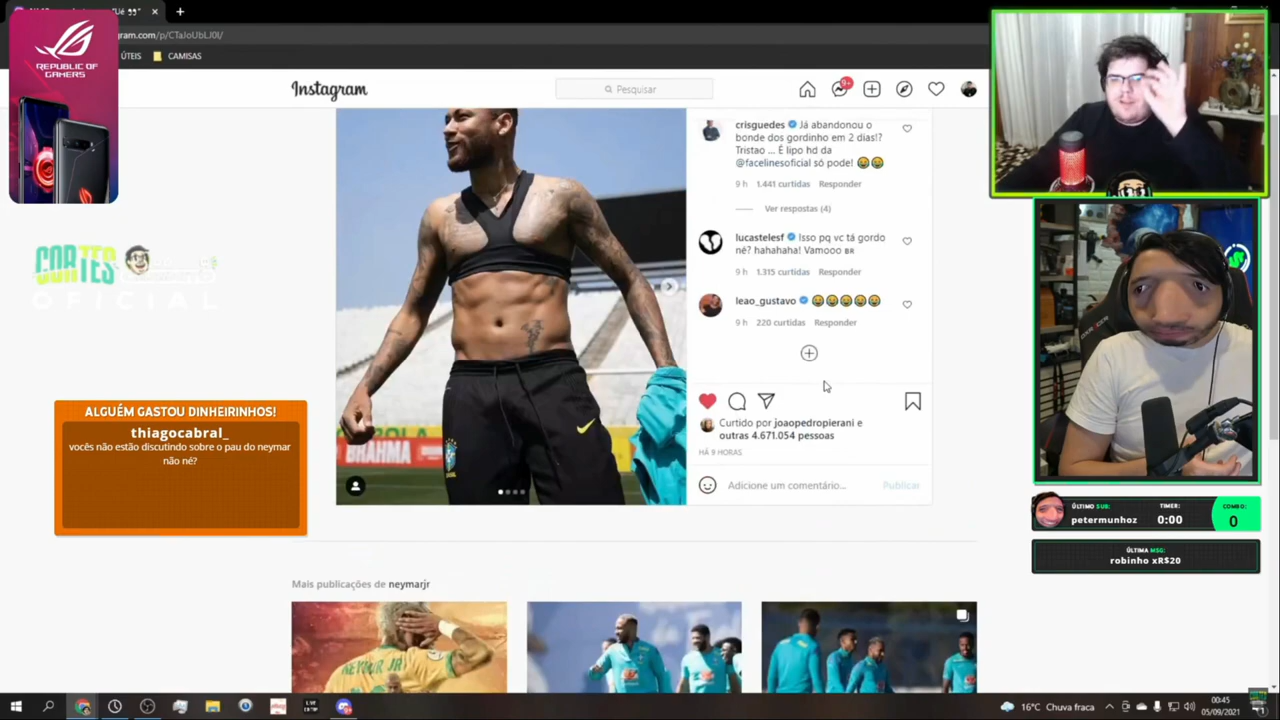 gram.com/p/CTaJoUbLJ0I/
ÚTEIS
CAMISAS
REPUBLIC OF
GAMERS
Instagram
Pesquisar
9+
crisguedes Já abandonou o
bonde dos gordinho em 2 dias!?
Tristao ... É lipo hd da
@facelinesoficial só pode! 😂😂
9 h 1.441 curtidas Responder
Ver respostas (4)
lucastelesf Isso pq vc tá gordo
né? hahahaha! Vamooo BR
9 h 1.315 curtidas Responder
leao_gustavo 😂😂😂😂😂
9 h 220 curtidas Responder
Curtido por joaopedropierani e
outras 4.671.054 pessoas
HÁ 9 HORAS
Adicione um comentário...
Publicar
BRAHMA
CORTES
OFICIAL
ALGUÉM GASTOU DINHEIRINHOS!
thiagocabral_
vocês não estão discutindo sobre o pau do neymar
não né?
Mais publicações de neymarjr
NEYMAR JR
ÚLTIMO SUB:
petermunhoz
TIMER:
0:00
COMBO:
0
ÚLTIMA MSG:
robinho xR$20
16°C Chuva fraca
00:45
05/09/2021